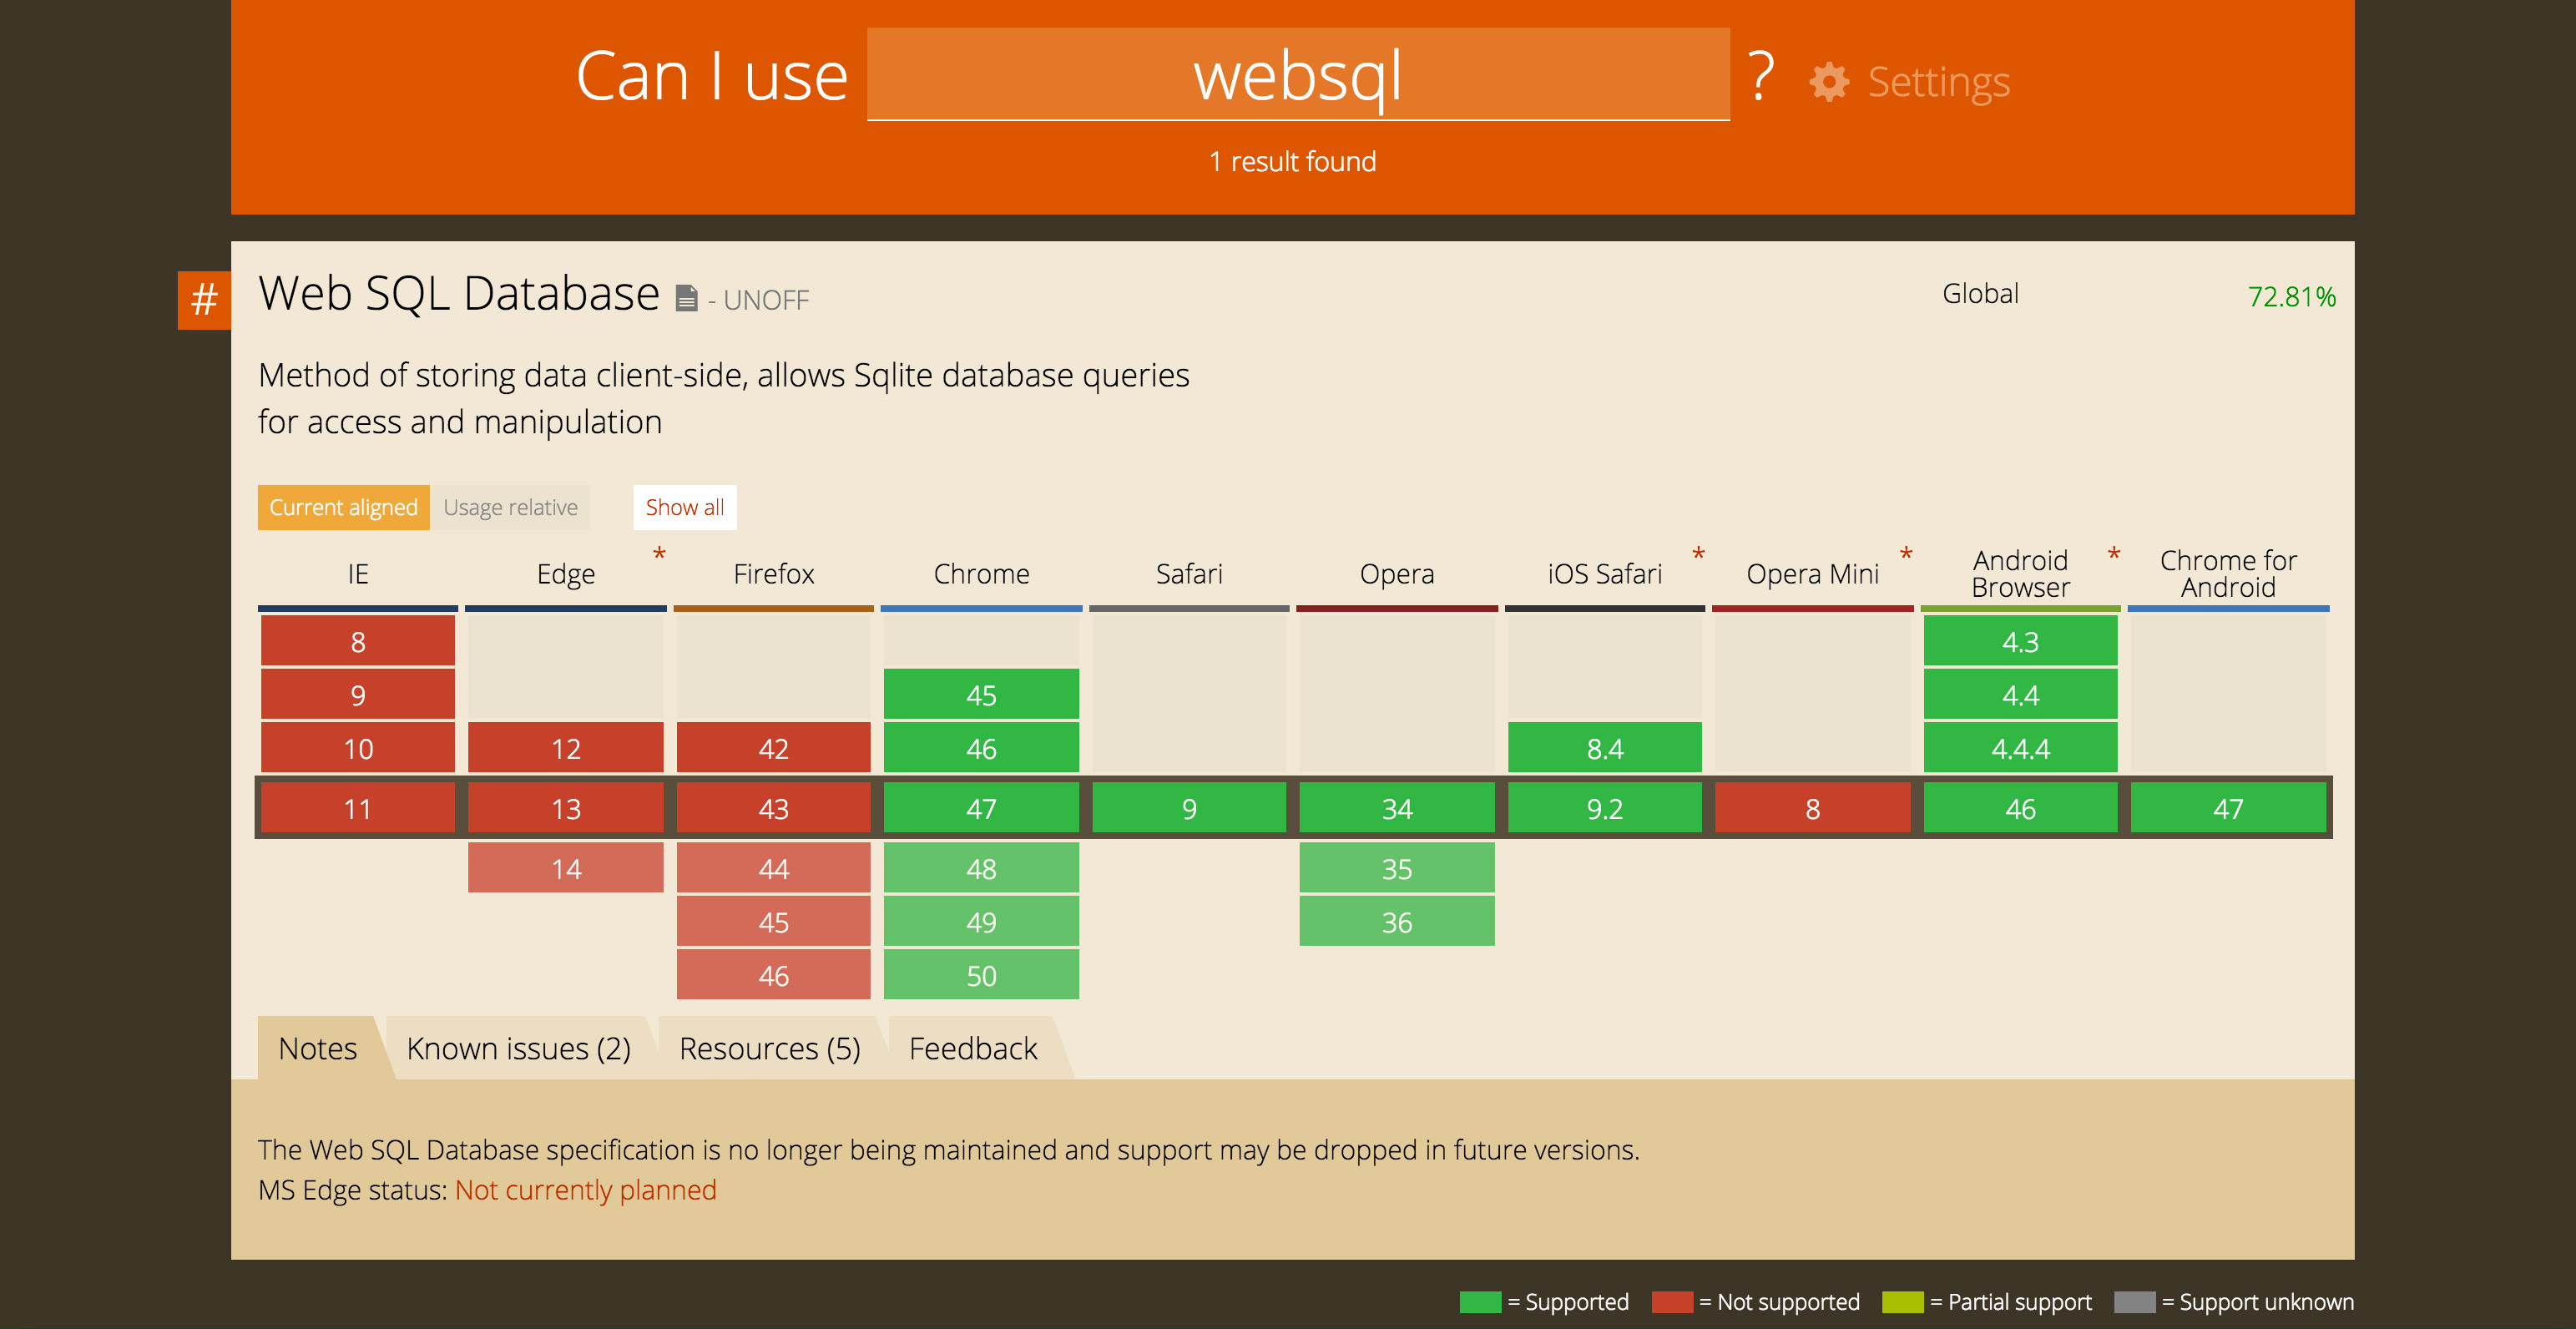 Can I use websql ? Settings
1 result found
# Web SQL Database - UNOFF Global 72.81%
Method of storing data client-side, allows Sqlite database queries
for access and manipulation
Current aligned Usage relative Show all
IE Edge * Firefox Chrome Safari Opera iOS Safari * Opera Mini * Android Browser * Chrome for Android
8 4.3
9 45 4.4
10 12 42 46 8.4 4.4.4
11 13 43 47 9 34 9.2 8 46 47
14 44 48 35
45 49 36
46 50
Notes Known issues (2) Resources (5) Feedback
The Web SQL Database specification is no longer being maintained and support may be dropped in future versions.
MS Edge status: Not currently planned
= Supported = Not supported = Partial support = Support unknown